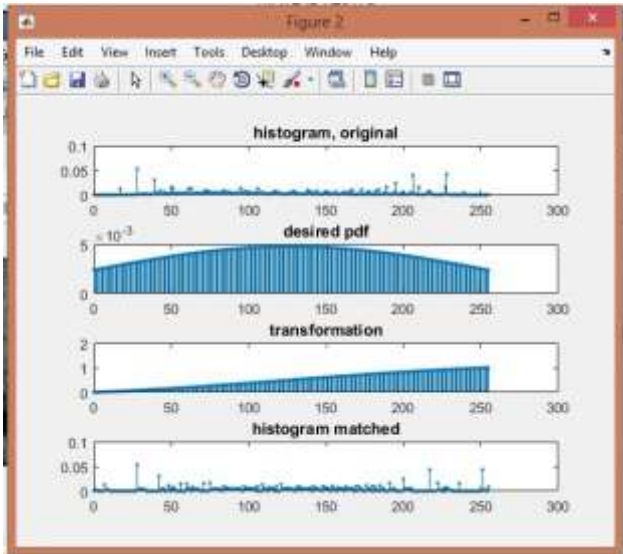 Figure 2
File Edit View Insert Tools Desktop Window Help
histogram, original
0.1
0.05
0
0 50 100 150 200 250 300
×10⁻³
desired pdf
5
0
0 50 100 150 200 250 300
transformation
2
1
0
0 50 100 150 200 250 300
histogram matched
0.1
0.05
0
0 50 100 150 200 250 300